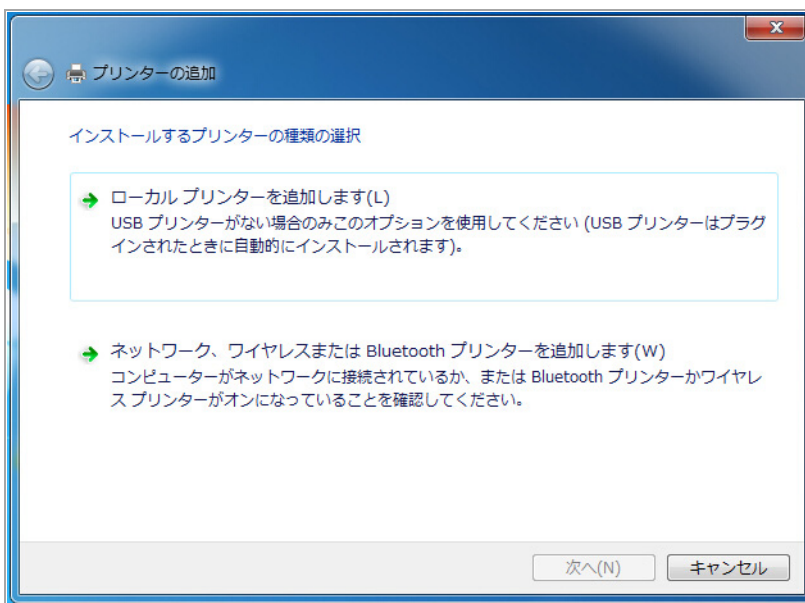 プリンターの追加
インストールするプリンターの種類の選択
ローカル プリンターを追加します(L)
USB プリンターがない場合のみこのオプションを使用してください (USB プリンターはプラグ
インされたときに自動的にインストールされます)。
ネットワーク、ワイヤレスまたは Bluetooth プリンターを追加します(W)
コンピューターがネットワークに接続されているか、または Bluetooth プリンターかワイヤレ
ス プリンターがオンになっていることを確認してください。
次へ(N)
キャンセル